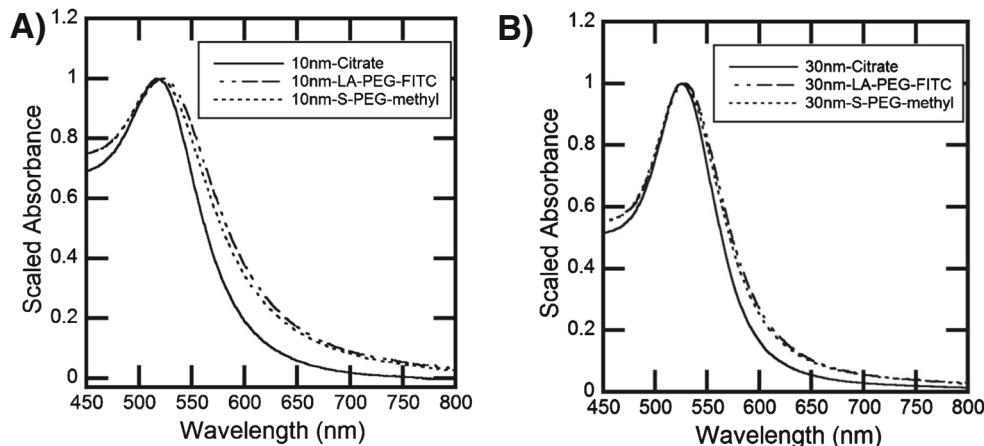 A)
1.2
1
0.8
0.6
0.4
0.2
0
Scaled Absorbance
10nm-Citrate
10nm-LA-PEG-FITC
10nm-S-PEG-methyl
450 500 550 600 650 700 750 800
Wavelength (nm)
B)
1.2
1
0.8
0.6
0.4
0.2
0
Scaled Absorbance
30nm-Citrate
30nm-LA-PEG-FITC
30nm-S-PEG-methyl
450 500 550 600 650 700 750 800
Wavelength (nm)